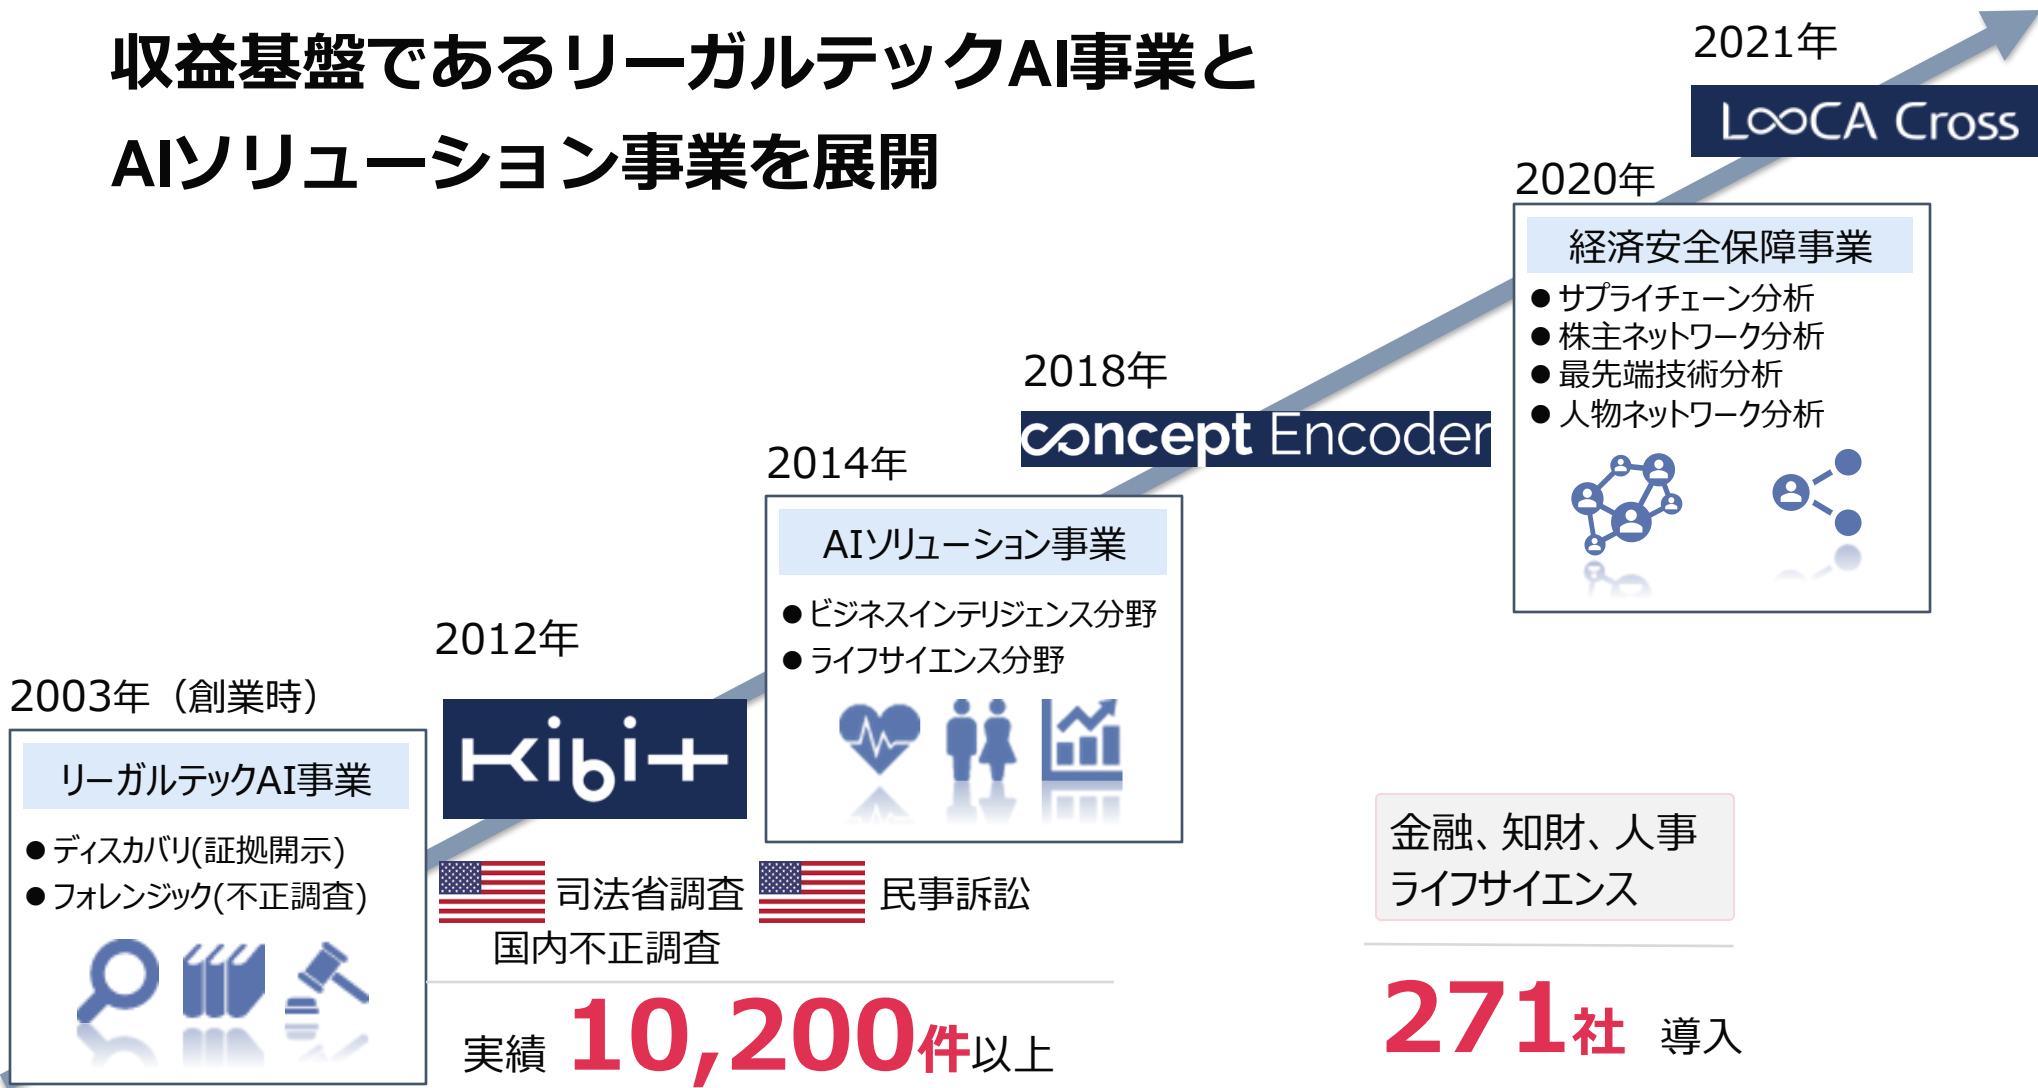 収益基盤であるリーガルテックAI事業と
AIソリューション事業を展開
2021年
LOOCA Cross
2020年
経済安全保障事業
● サプライチェーン分析
● 株主ネットワーク分析
● 最先端技術分析
● 人物ネットワーク分析
2018年
concept Encoder
2014年
AIソリューション事業
● ビジネスインテリジェンス分野
● ライフサイエンス分野
2012年
Kibit
2003年（創業時）
リーガルテックAI事業
● ディスカバリ(証拠開示)
● フォレンジック(不正調査)
司法省調査 民事訴訟
国内不正調査
実績 10,200件以上
金融、知財、人事
ライフサイエンス
271社 導入